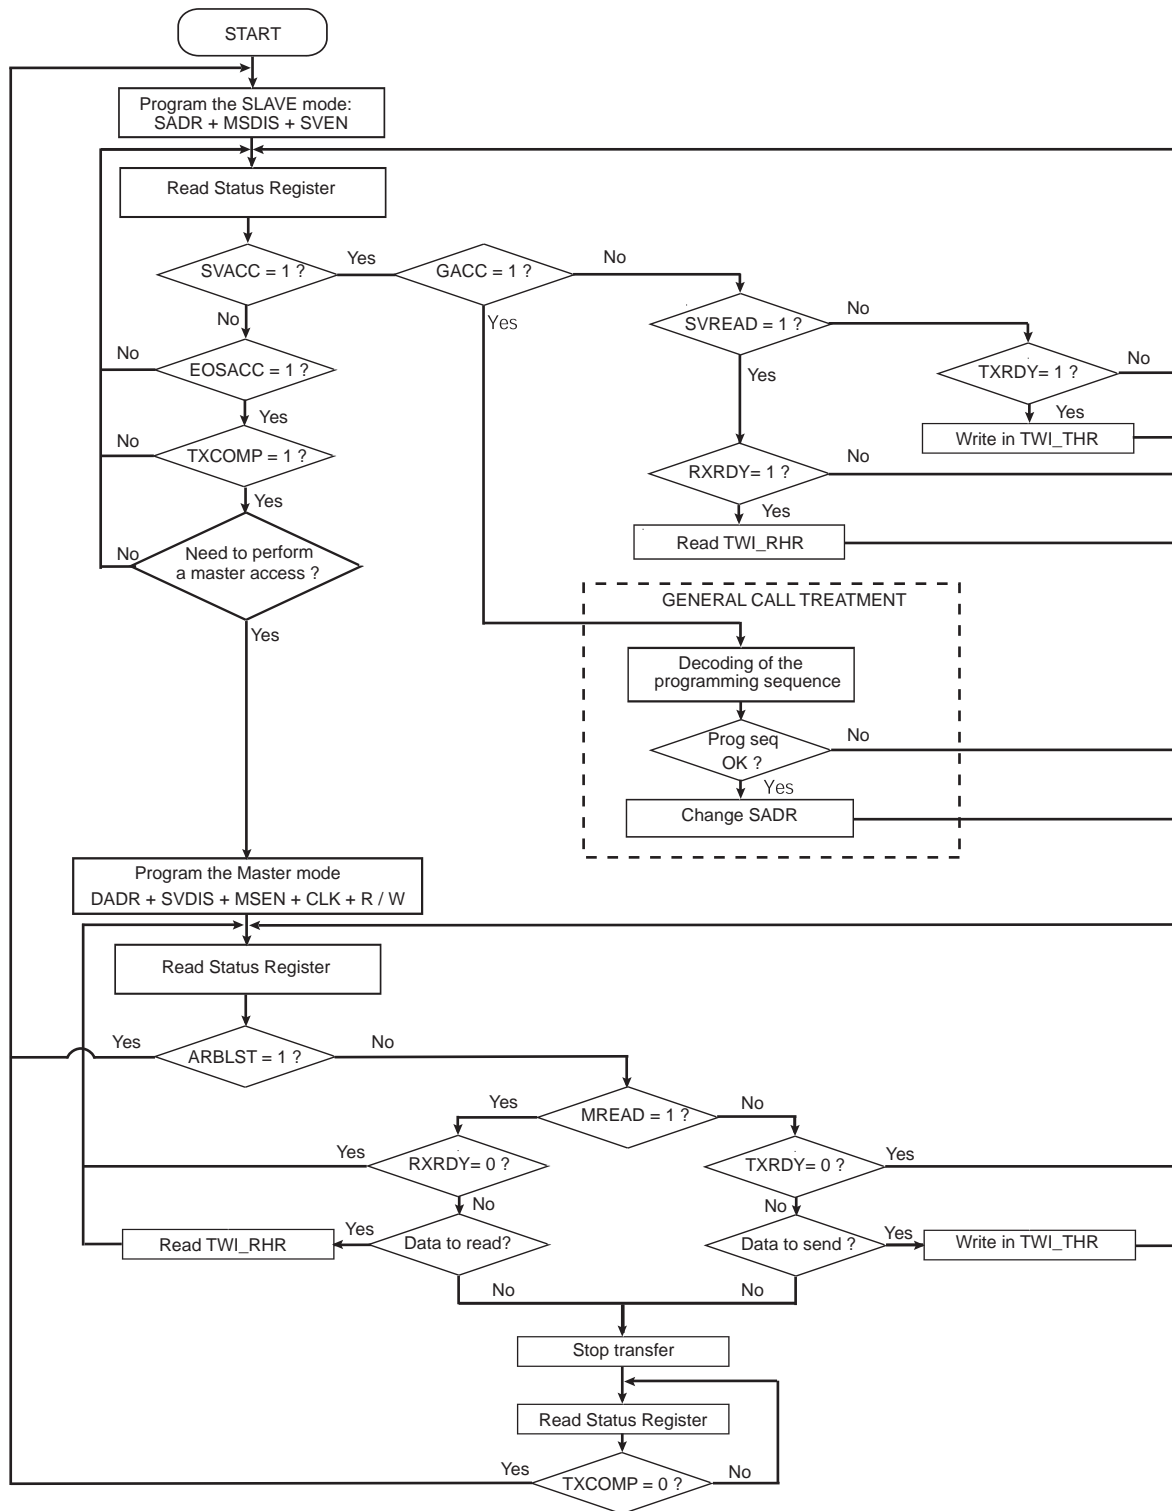 START
Program the SLAVE mode:
SADR + MSDIS + SVEN
Read Status Register
SVACC = 1 ?
Yes
GACC = 1 ?
No
No
Yes
SVREAD = 1 ?
No
No
EOSACC = 1 ?
Yes
TXRDY= 1 ?
No
Yes
Yes
Write in TWI_THR
No
TXCOMP = 1 ?
RXRDY= 1 ?
No
Yes
Yes
Read TWI_RHR
No
Need to perform
a master access ?
Yes
GENERAL CALL TREATMENT
Decoding of the
programming sequence
Prog seq
OK ?
No
Yes
Change SADR
Program the Master mode
DADR + SVDIS + MSEN + CLK + R / W
Read Status Register
Yes
ARBLST = 1 ?
No
Yes
MREAD = 1 ?
No
Yes
RXRDY= 0 ?
TXRDY= 0 ?
Yes
No
No
Read TWI_RHR
Yes
Data to read?
Data to send ?
Yes
Write in TWI_THR
No
No
Stop transfer
Read Status Register
Yes
TXCOMP = 0 ?
No